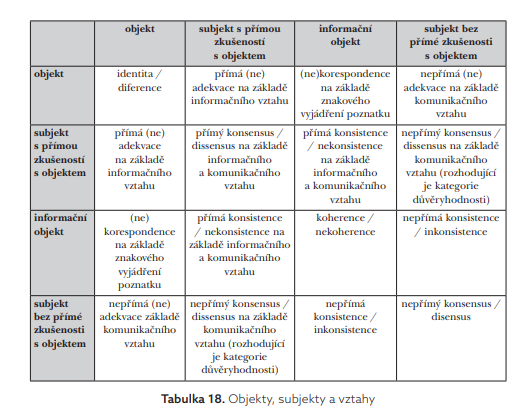 objekt
subjekt s přímou
zkušeností
s objektem
informační
objekt
subjekt bez
přímé zkušenosti
s objektem
objekt
identita /
diference
přímá (ne)
adekvace na základě
informačního vztahu
(ne)korespondence
na základě
znakového
vyjádření poznatku
nepřímá (ne)
adekvace na základě
komunikačního
vztahu
subjekt
s přímou
zkušeností
s objektem
přímá (ne)
adekvace
na základě
informačního
vztahu
přímý konsensus /
dissensus na základě
informačního
a komunikačního
vztahu
přímá konsistence
/ nekonsistence
na základě
informačního
a komunikačního
vztahu
nepřímý konsensus /
dissensus na základě
komunikačního
vztahu (rozhodující
je kategorie
důvěryhodnosti)
informační
objekt
(ne)
korespondence
na základě
znakového
vyjádření
poznatku
přímá konsistence
/ nekonsistence na
základě informačního
a komunikačního
vztahu
koherence /
nekoherence
nepřímá konsistence
/ inkonsistence
subjekt
bez přímé
zkušenosti
s objektem
nepřímá (ne)
adekvace základě
komunikačního
vztahu
nepřímý konsensus /
dissensus na základě
komunikačního
vztahu (rozhodující
je kategorie
důvěryhodnosti)
nepřímá
konsistence /
inkonsistence
nepřímý konsensus /
disensus
Tabulka 18. Objekty, subjekty a vztahy